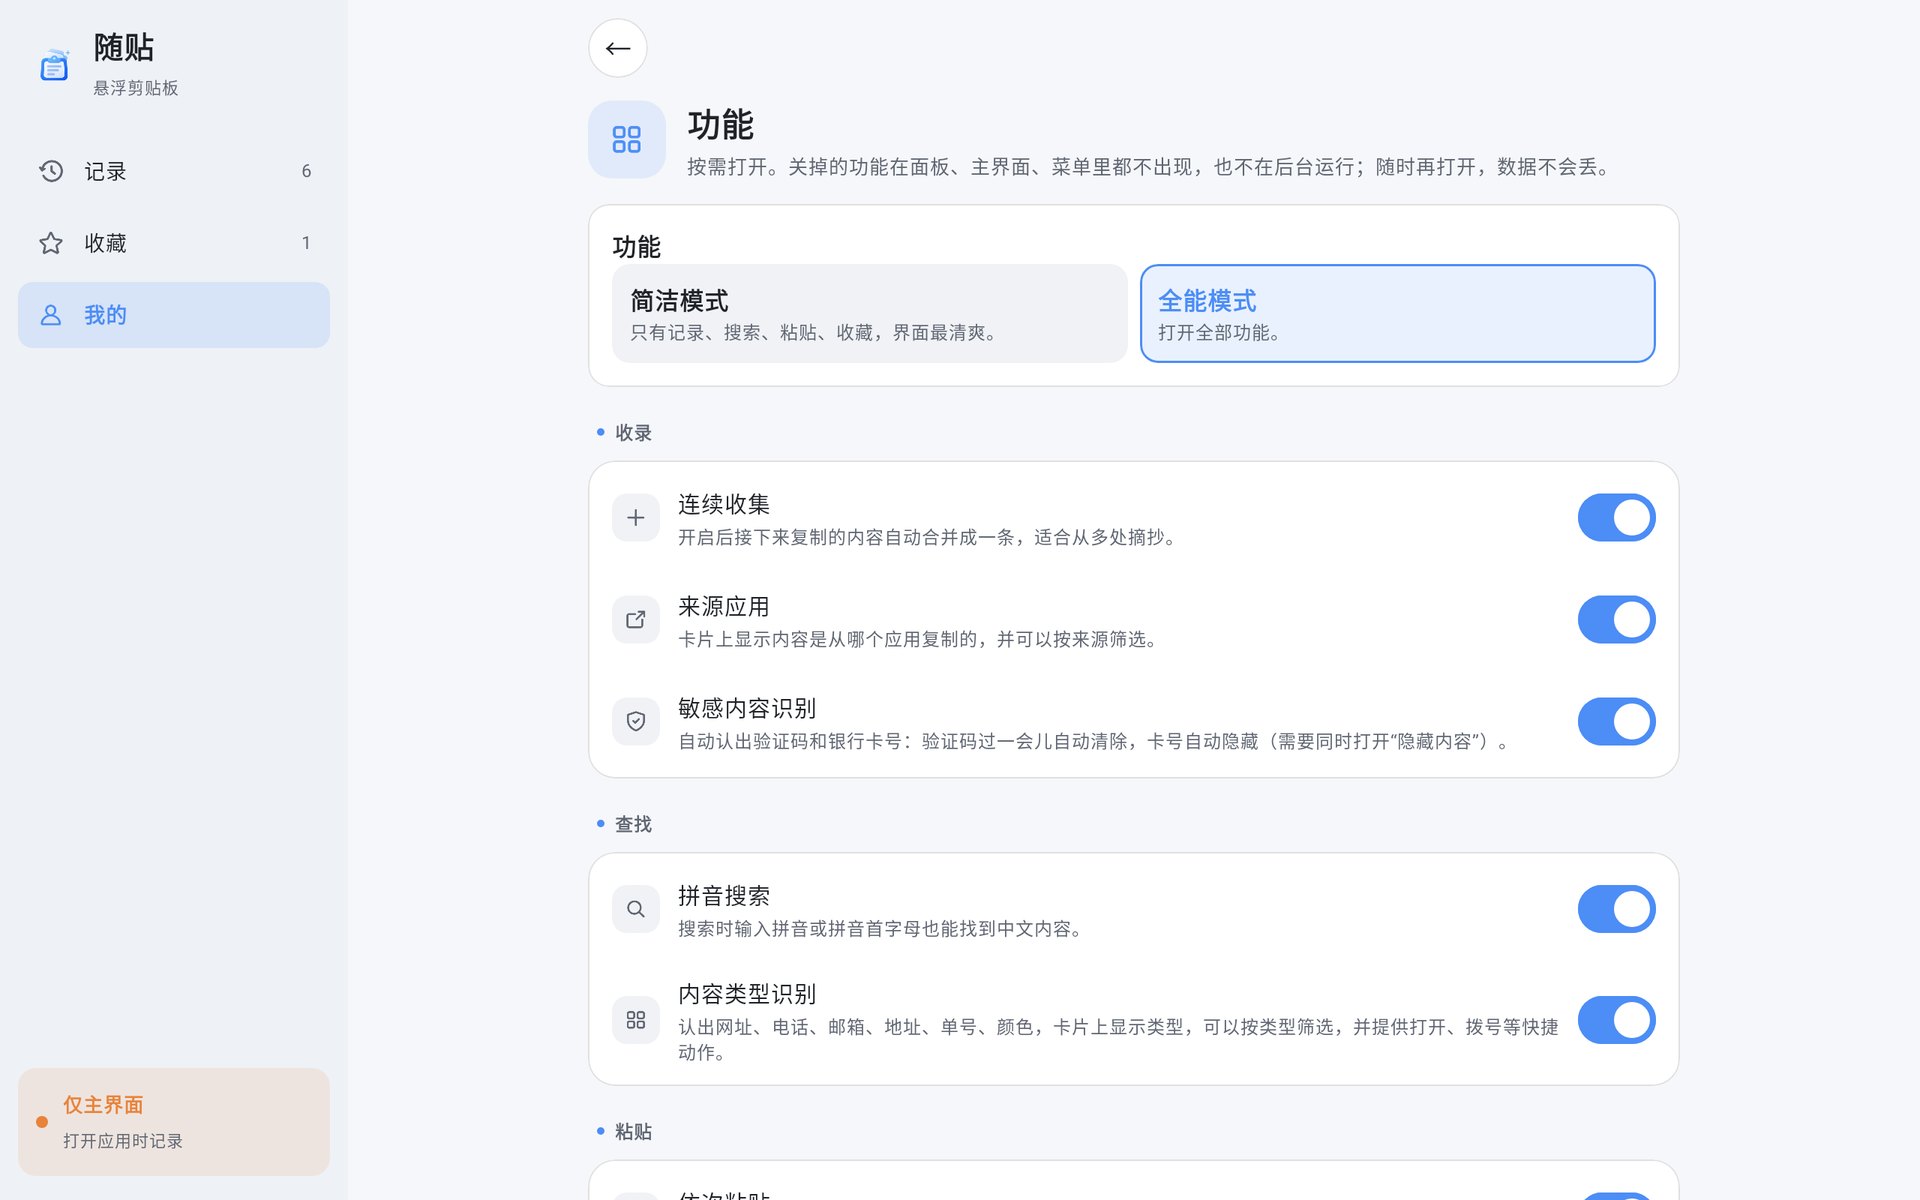 随贴
悬浮剪贴板
记录
6
收藏
1
我的
仅主界面
打开应用时记录
功能
按需打开。关掉的功能在面板、主界面、菜单里都不出现，也不在后台运行；随时再打开，数据不会丢。
功能
简洁模式
只有记录、搜索、粘贴、收藏，界面最清爽。
全能模式
打开全部功能。
收录
连续收集
开启后接下来复制的内容自动合并成一条，适合从多处摘抄。
来源应用
卡片上显示内容是从哪个应用复制的，并可以按来源筛选。
敏感内容识别
自动认出验证码和银行卡号：验证码过一会儿自动清除，卡号自动隐藏（需要同时打开“隐藏内容”）。
查找
拼音搜索
搜索时输入拼音或拼音首字母也能找到中文内容。
内容类型识别
认出网址、电话、邮箱、地址、单号、颜色，卡片上显示类型，可以按类型筛选，并提供打开、拨号等快捷
动作。
粘贴
依次粘贴